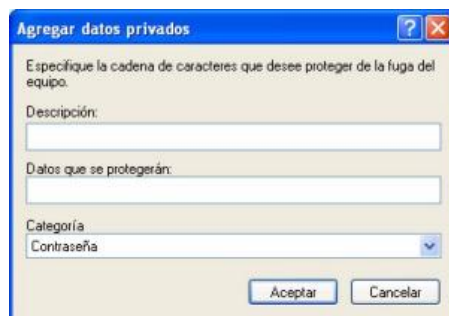 Agregar datos privados
Especifique la cadena de caracteres que desee proteger de la fuga del
equipo.
Descripción:
Datos que se protegerán:
Categoría
Contraseña
Aceptar
Cancelar